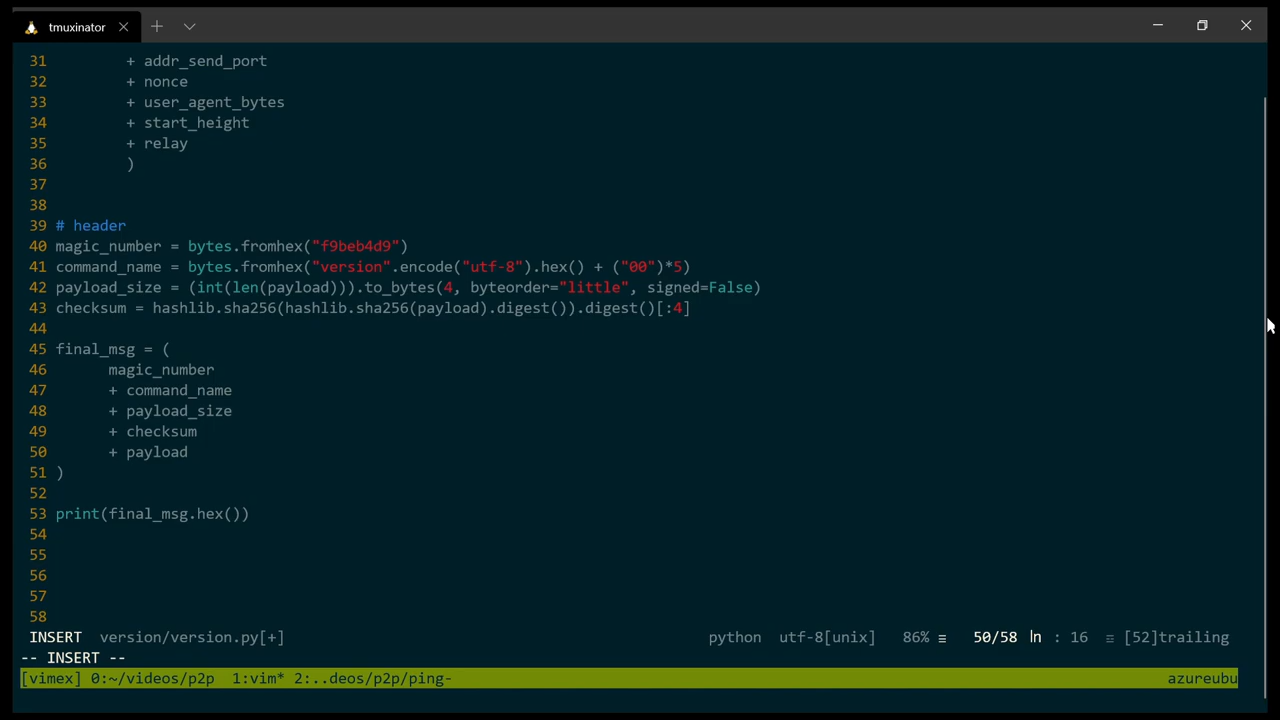 tmuxinator
31 + addr_send_port
32 + nonce
33 + user_agent_bytes
34 + start_height
35 + relay
36 )
37
38
39 # header
40 magic_number = bytes.fromhex("f9beb4d9")
41 command_name = bytes.fromhex("version".encode("utf-8").hex() + ("00")*5)
42 payload_size = (int(len(payload))).to_bytes(4, byteorder="little", signed=False)
43 checksum = hashlib.sha256(hashlib.sha256(payload).digest()).digest()[:4]
44
45 final_msg = (
46 magic_number
47 + command_name
48 + payload_size
49 + checksum
50 + payload
51 )
52
53 print(final_msg.hex())
54
55
56
57
58
INSERT version/version.py[+] python utf-8[unix] 86% ≡ 50/58 ln : 16 ≡ [52]trailing
-- INSERT --
[vimex] 0:~/videos/p2p 1:vim* 2:..deos/p2p/ping- azureubu